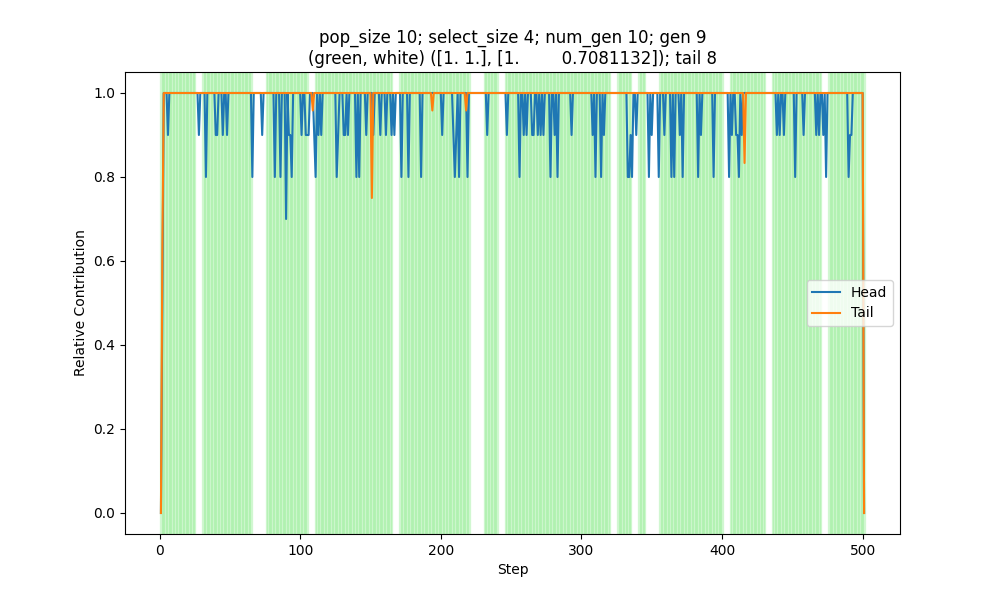 pop_size 10; select_size 4; num_gen 10; gen 9
(green, white) ([1. 1.], [1.         0.7081132]); tail 8
1.0
0.8
0.6
0.4
0.2
0.0
Relative Contribution
Head
Tail
0 100 200 300 400 500
Step